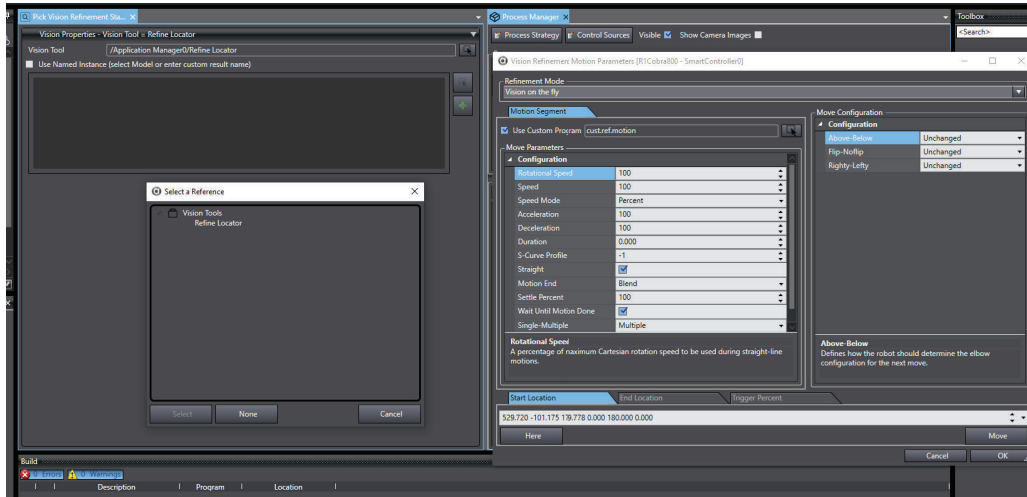 Pick Vision Refinement Sta...
Vision Properties - Vision Tool = Refine Locator
Vision Tool
/Application Manager0/Refine Locator
Use Named Instance (select Model or enter custom result name)
Select a Reference
Vision Tools
Refine Locator
Select
None
Cancel
Process Manager
Process Strategy
Control Sources
Visible
Show Camera Images
Toolbox
<Search>
Vision Refinement Motion Parameters [R1Cobra800 - SmartController0]
Refinement Mode
Vision on the fly
Motion Segment
Use Custom Program
cust.ref.motion
Move Parameters
Configuration
Rotational Speed 100
Speed 100
Speed Mode Percent
Acceleration 100
Deceleration 100
Duration 0.000
S-Curve Profile -1
Straight
Motion End Blend
Settle Percent 100
Wait Until Motion Done
Single-Multiple Multiple
Rotational Speed
A percentage of maximum Cartesian rotation speed to be used during straight-line
motions.
Move Configuration
Configuration
Above-Below Unchanged
Flip-Noflip Unchanged
Righty-Lefty Unchanged
Above-Below
Defines how the robot should determine the elbow
configuration for the next move.
Start Location
End Location
Trigger Percent
529.720 -101.175 179.778 0.000 180.000 0.000
Here
Move
Cancel
OK
Build
0 Errors
0 Warnings
Description
Program
Location